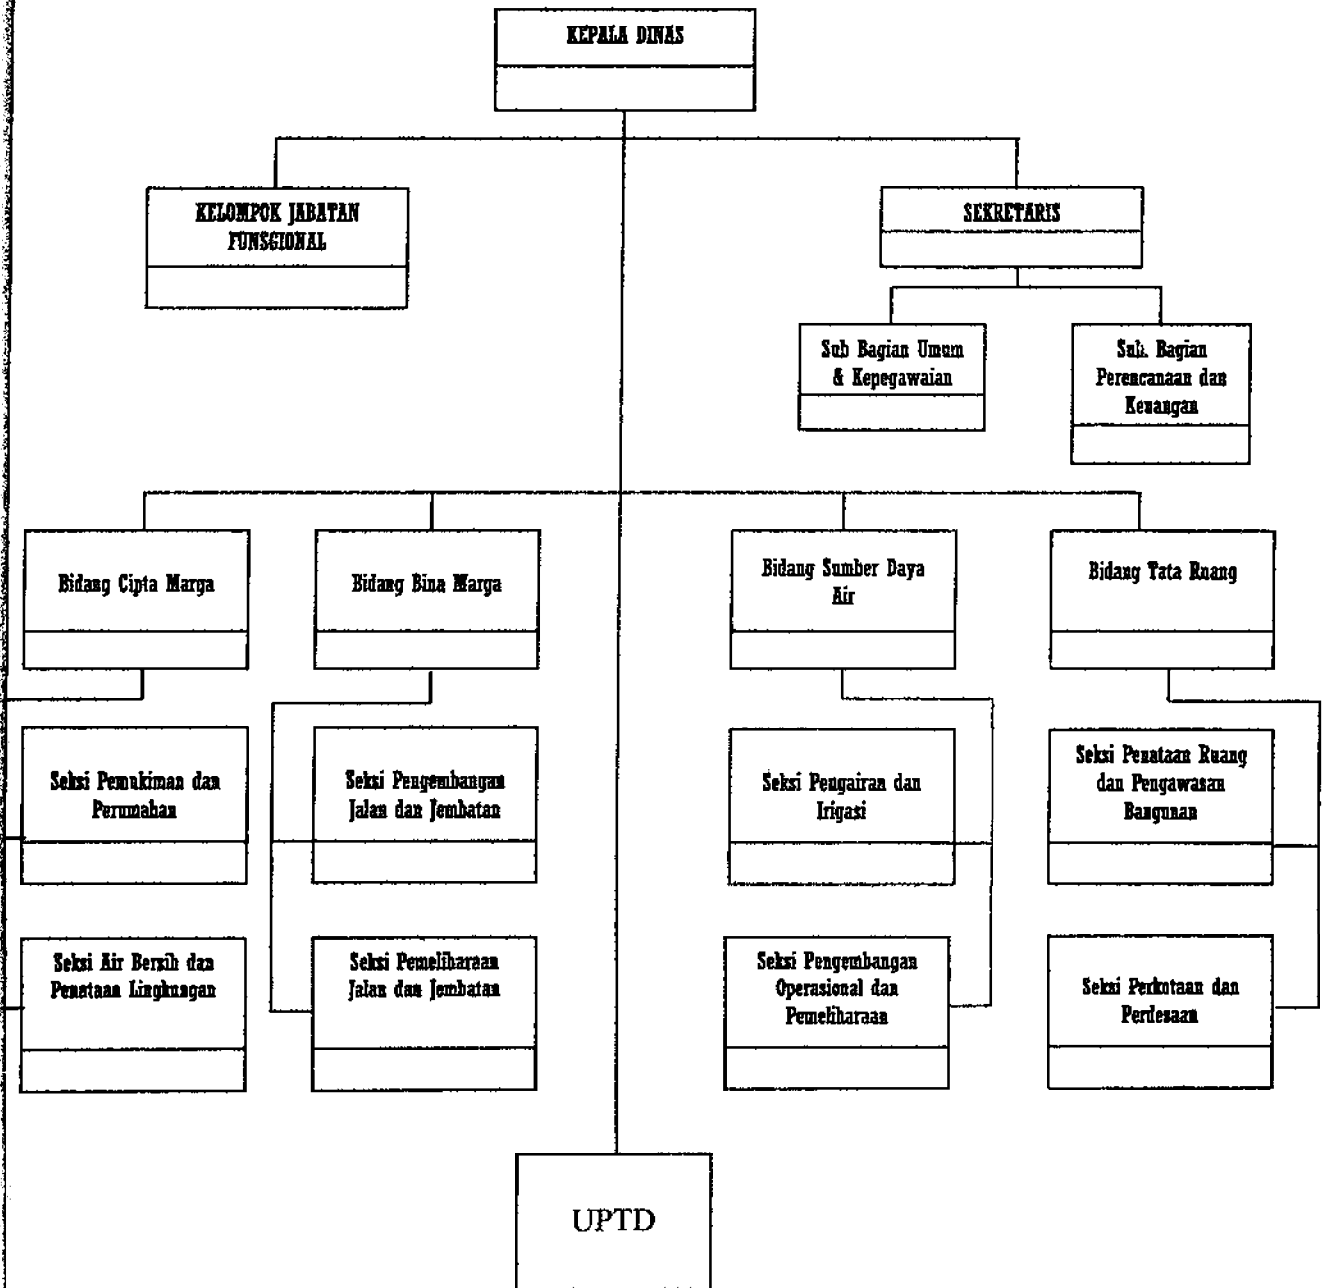 KEPALA DINAS
KELOMPOK JABATAN
FUNSGIONAL
SEKRETARIS
Sub Bagian Umum
& Kepegawaian
Sub. Bagian
Perencanaan dan
Keuangan
Bidang Cipta Marga
Bidang Bina Marga
Bidang Sumber Daya
Air
Bidang Tata Ruang
Seksi Pemukiman dan
Perumahan
Seksi Pengembangan
Jalan dan Jembatan
Seksi Pengairan dan
Irigasi
Seksi Penataan Ruang
dan Pengawasan
Bangunan
Seksi Air Bersih dan
Penataan Lingkungan
Seksi Pemeliharaan
Jalan dan Jembatan
Seksi Pengembangan
Operasional dan
Pemeliharaan
Seksi Perkotaan dan
Perdesaan
UPTD